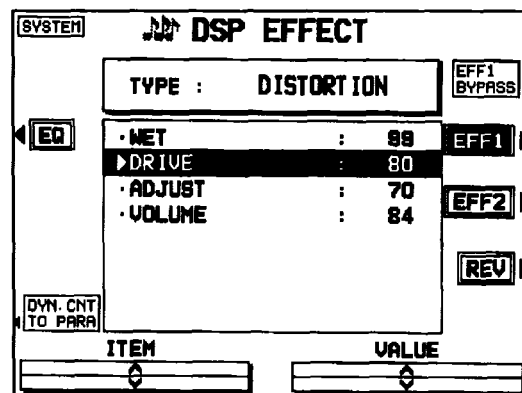 SYSTEM
DSP EFFECT
TYPE : DISTORTION
EFF1
BYPASS
EQ
·WET : 99
DRIVE : 80
·ADJUST : 70
·VOLUME : 84
EFF1
EFF2
REV
DYN.CNT
TO PARA
ITEM
VALUE